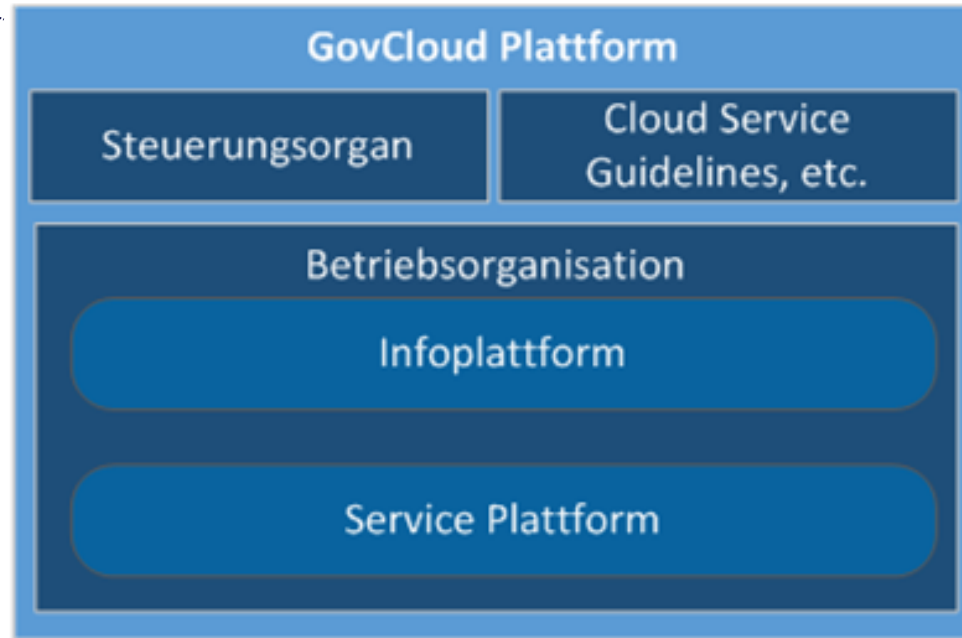 GovCloud Plattform
Steuerungsorgan
Cloud Service
Guidelines, etc.
Betriebsorganisation
Infoplattform
Service Plattform